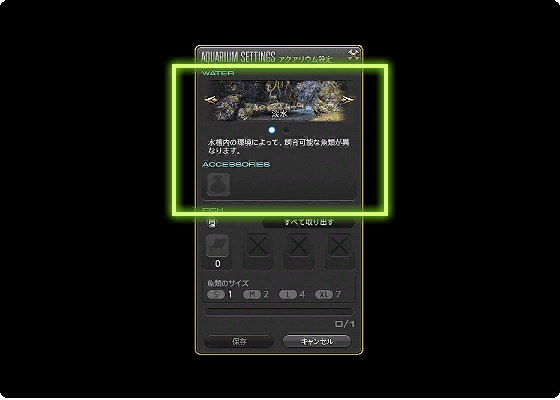 AQUARIUM SETTINGS アクアリウム設定
WATER
淡水
水槽内の環境によって、飼育可能な魚類が異
なります。
ACCESSORIES
FISH
すべて取り出す
0
魚類のサイズ
S 1 M 2 L 4 XL 7
0/1
保存 キャンセル